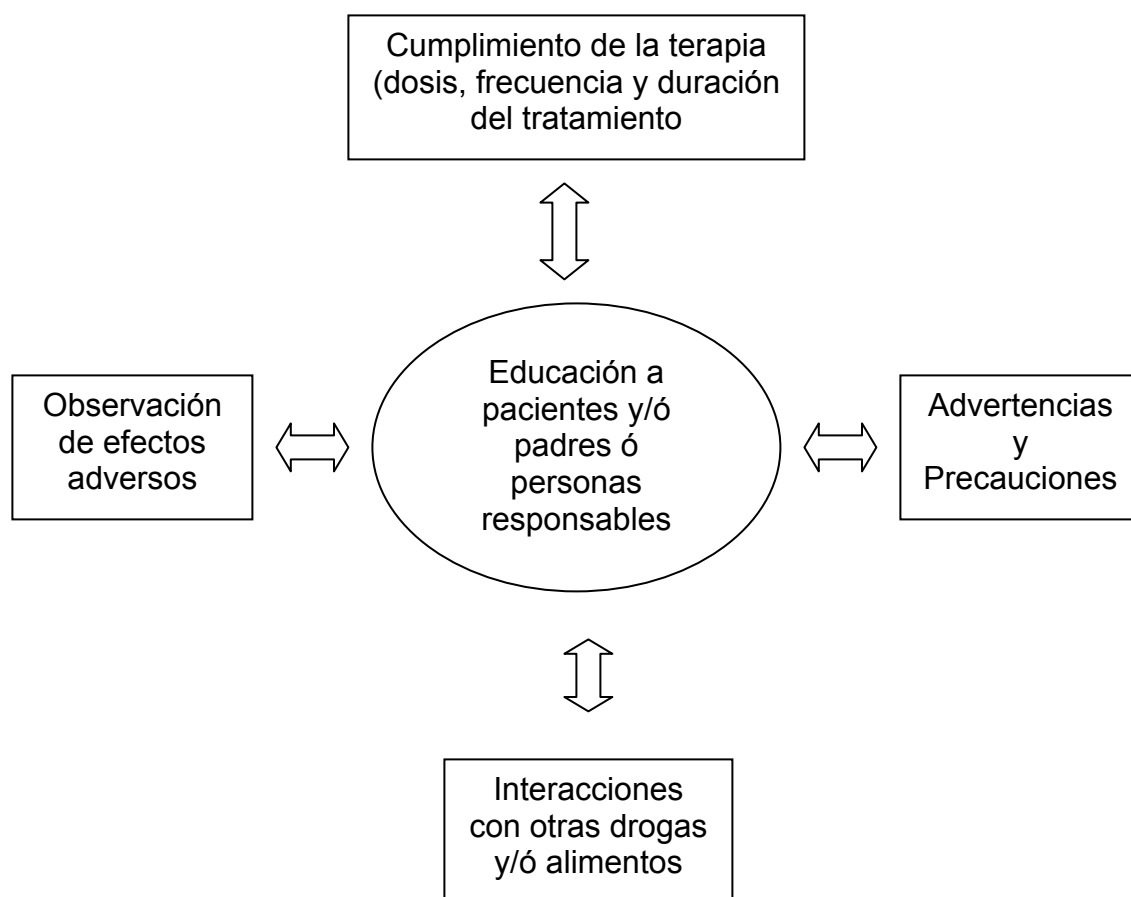 Cumplimiento de la terapia
(dosis, frecuencia y duración
del tratamiento
Educación a
pacientes y/ó
padres ó
personas
responsables
Observación
de efectos
adversos
Advertencias
y
Precauciones
Interacciones
con otras drogas
y/ó alimentos